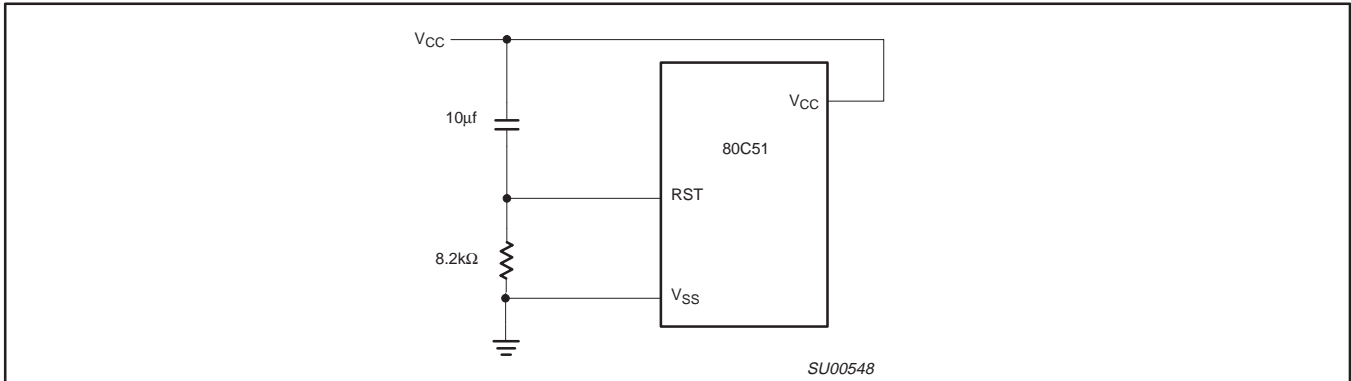 VCC
VCC
10μf
80C51
RST
8.2kΩ
VSS
SU00548